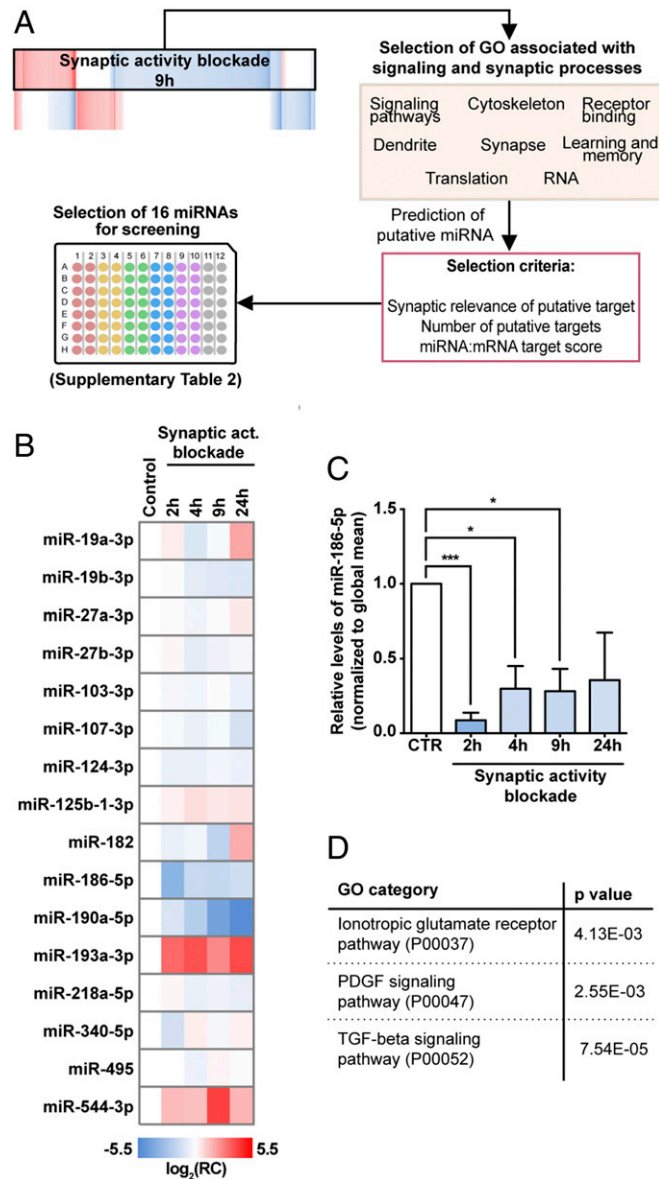 A
Synaptic activity blockade
9h
Selection of GO associated with
signaling and synaptic processes
Signaling pathways
Cytoskeleton
Receptor binding
Dendrite
Synapse
Learning and memory
Translation
RNA
Prediction of
putative miRNA
Selection criteria:
Synaptic relevance of putative target
Number of putative targets
miRNA:mRNA target score
Selection of 16 miRNAs
for screening
1 2 3 4 5 6 7 8 9 10 11 12
A
B
C
D
E
F
G
H
(Supplementary Table 2)
B
Synaptic act.
blockade
Control
2h
4h
9h
24h
miR-19a-3p
miR-19b-3p
miR-27a-3p
miR-27b-3p
miR-103-3p
miR-107-3p
miR-124-3p
miR-125b-1-3p
miR-182
miR-186-5p
miR-190a-5p
miR-193a-3p
miR-218a-5p
miR-340-5p
miR-495
miR-544-3p
-5.5
5.5
log2(RC)
C
Relative levels of miR-186-5p
(normalized to global mean)
1.5
1.0
0.5
0.0
*
*
***
CTR
2h
4h
9h
24h
Synaptic activity
blockade
D
GO category
p value
Ionotropic glutamate receptor
pathway (P00037)
4.13E-03
PDGF signaling
pathway (P00047)
2.55E-03
TGF-beta signaling
pathway (P00052)
7.54E-05